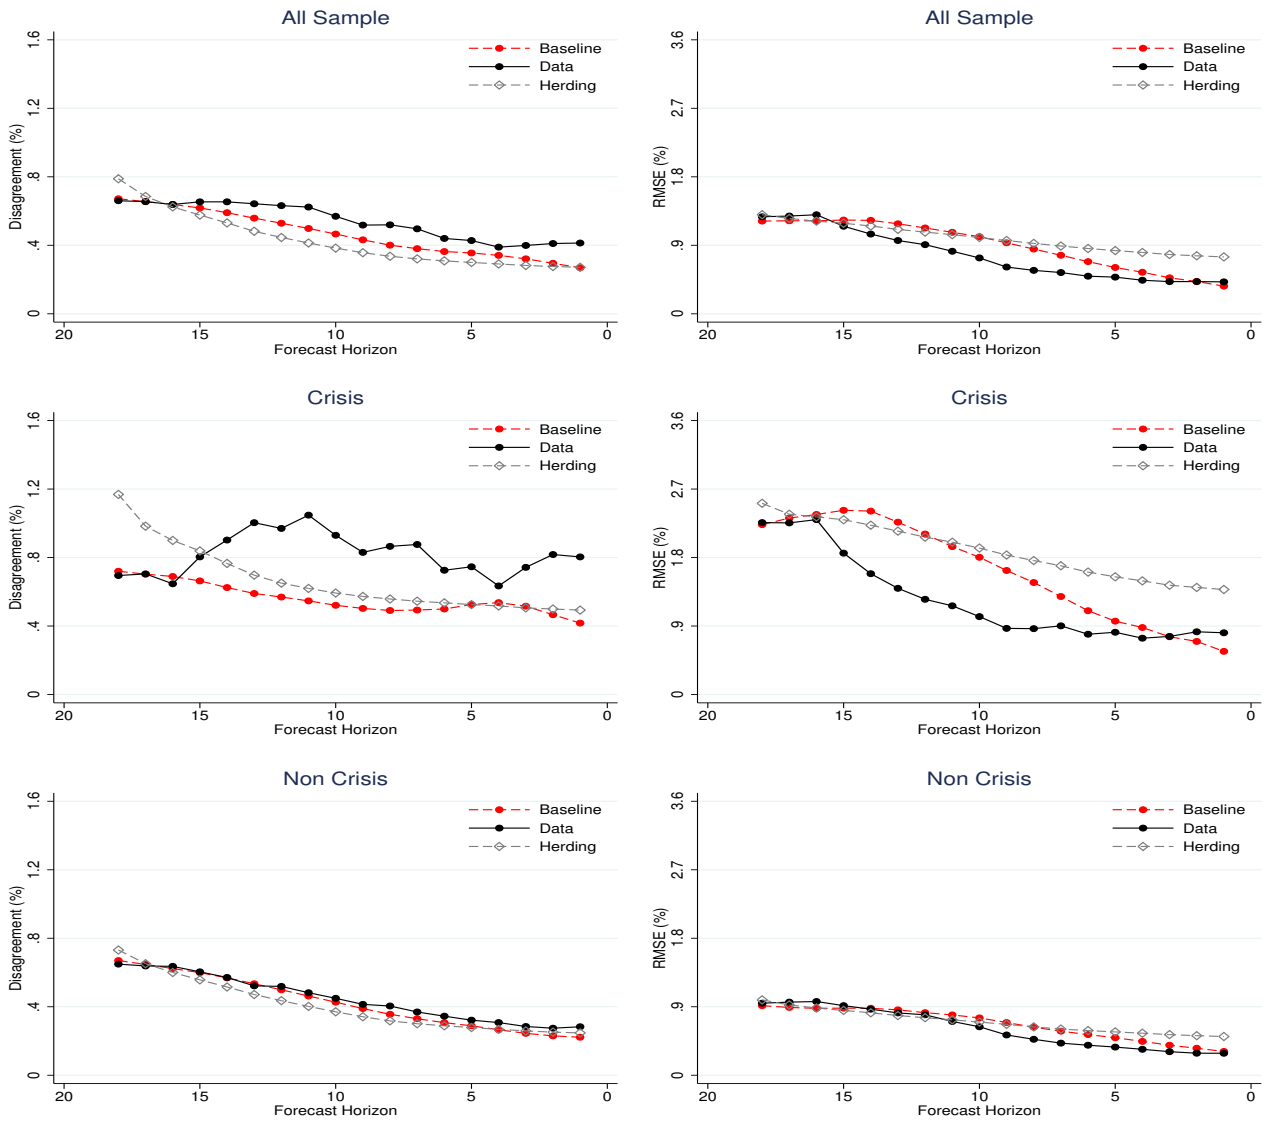 All Sample
Disagreement (%)
1.6
1.2
.8
.4
0
Baseline
Data
Herding
20 15 10 5 0
Forecast Horizon
All Sample
RMSE (%)
3.6
2.7
1.8
.9
0
Baseline
Data
Herding
20 15 10 5 0
Forecast Horizon
Crisis
Disagreement (%)
1.6
1.2
.8
.4
0
Baseline
Data
Herding
20 15 10 5 0
Forecast Horizon
Crisis
RMSE (%)
3.6
2.7
1.8
.9
0
Baseline
Data
Herding
20 15 10 5 0
Forecast Horizon
Non Crisis
Disagreement (%)
1.6
1.2
.8
.4
0
Baseline
Data
Herding
20 15 10 5 0
Forecast Horizon
Non Crisis
RMSE (%)
3.6
2.7
1.8
.9
0
Baseline
Data
Herding
20 15 10 5 0
Forecast Horizon